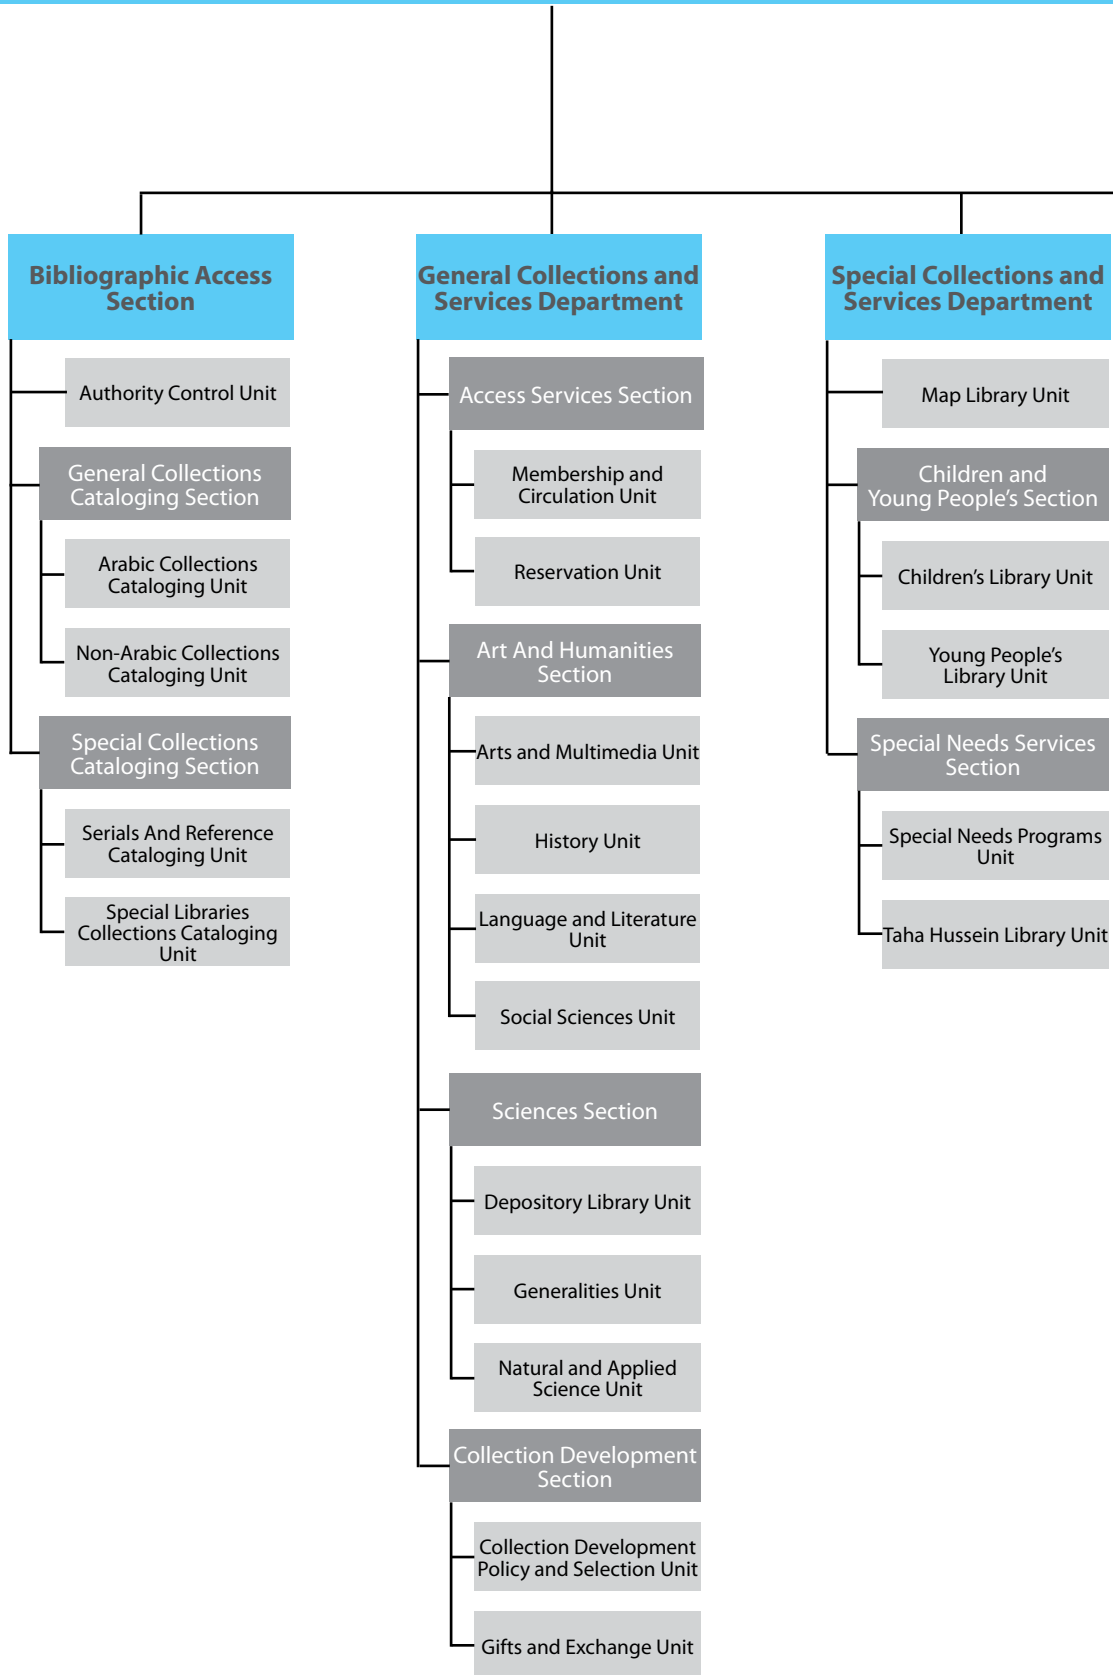 Bibliographic Access
Section
Authority Control Unit
General Collections
Cataloging Section
Arabic Collections
Cataloging Unit
Non-Arabic Collections
Cataloging Unit
Special Collections
Cataloging Section
Serials And Reference
Cataloging Unit
Special Libraries
Collections Cataloging
Unit
General Collections and
Services Department
Access Services Section
Membership and
Circulation Unit
Reservation Unit
Art And Humanities
Section
Arts and Multimedia Unit
History Unit
Language and Literature
Unit
Social Sciences Unit
Sciences Section
Depository Library Unit
Generalities Unit
Natural and Applied
Science Unit
Collection Development
Section
Collection Development
Policy and Selection Unit
Gifts and Exchange Unit
Special Collections and
Services Department
Map Library Unit
Children and
Young People’s Section
Children’s Library Unit
Young People’s
Library Unit
Special Needs Services
Section
Special Needs Programs
Unit
Taha Hussein Library Unit